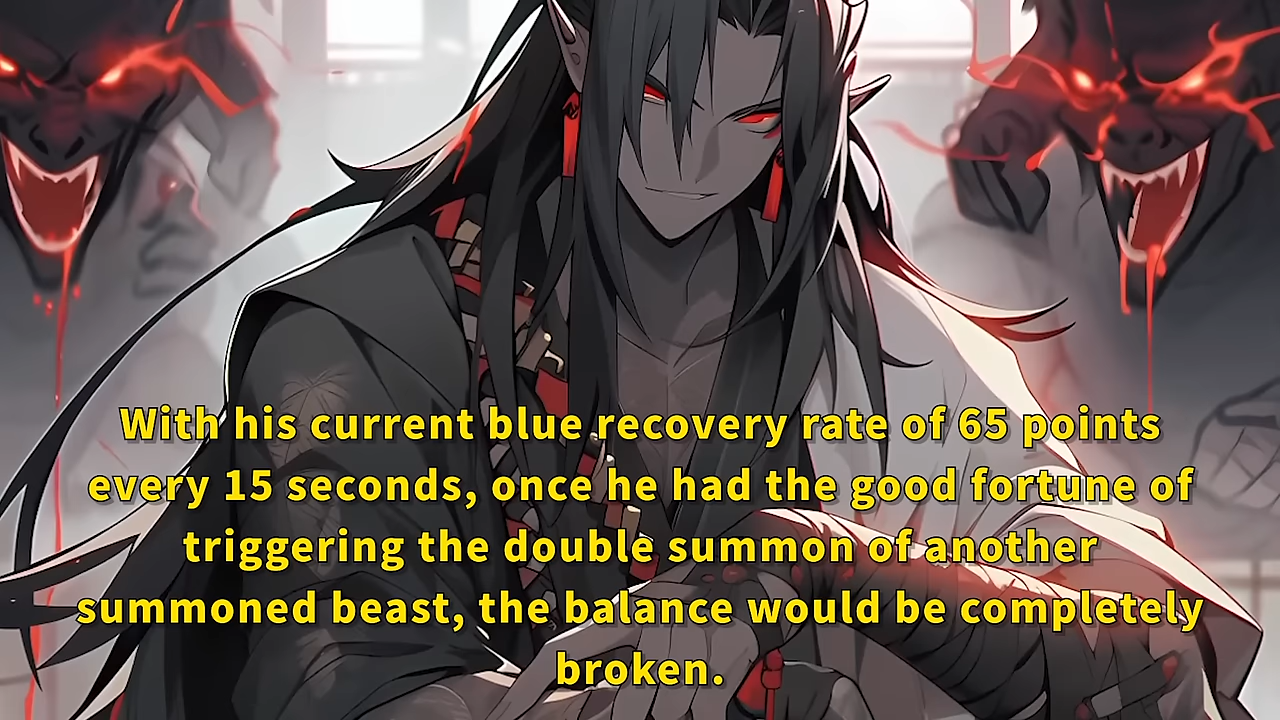 With his current blue recovery rate of 65 points
every 15 seconds, once he had the good fortune of
triggering the double summon of another
summoned beast, the balance would be completely
broken.